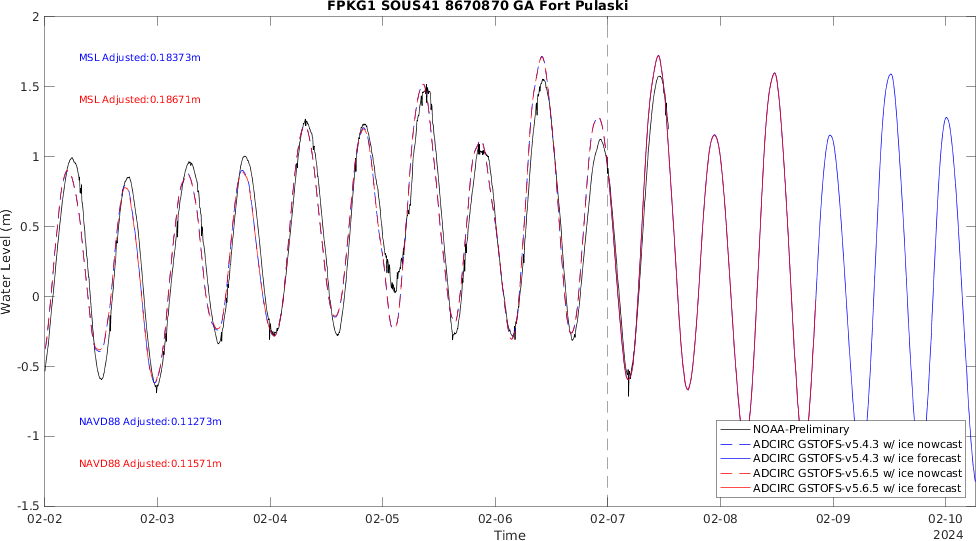 FPKG1 SOUS41 8670870 GA Fort Pulaski
2
1.5
1
0.5
0
-0.5
-1
-1.5
Water Level (m)
MSL Adjusted:0.18373m
MSL Adjusted:0.18671m
NAVD88 Adjusted:0.11273m
NAVD88 Adjusted:0.11571m
NOAA-Preliminary
ADCIRC GSTOFS-v5.4.3 w/ ice nowcast
ADCIRC GSTOFS-v5.4.3 w/ ice forecast
ADCIRC GSTOFS-v5.6.5 w/ ice nowcast
ADCIRC GSTOFS-v5.6.5 w/ ice forecast
02-02 02-03 02-04 02-05 02-06 02-07 02-08 02-09 02-10
2024
Time